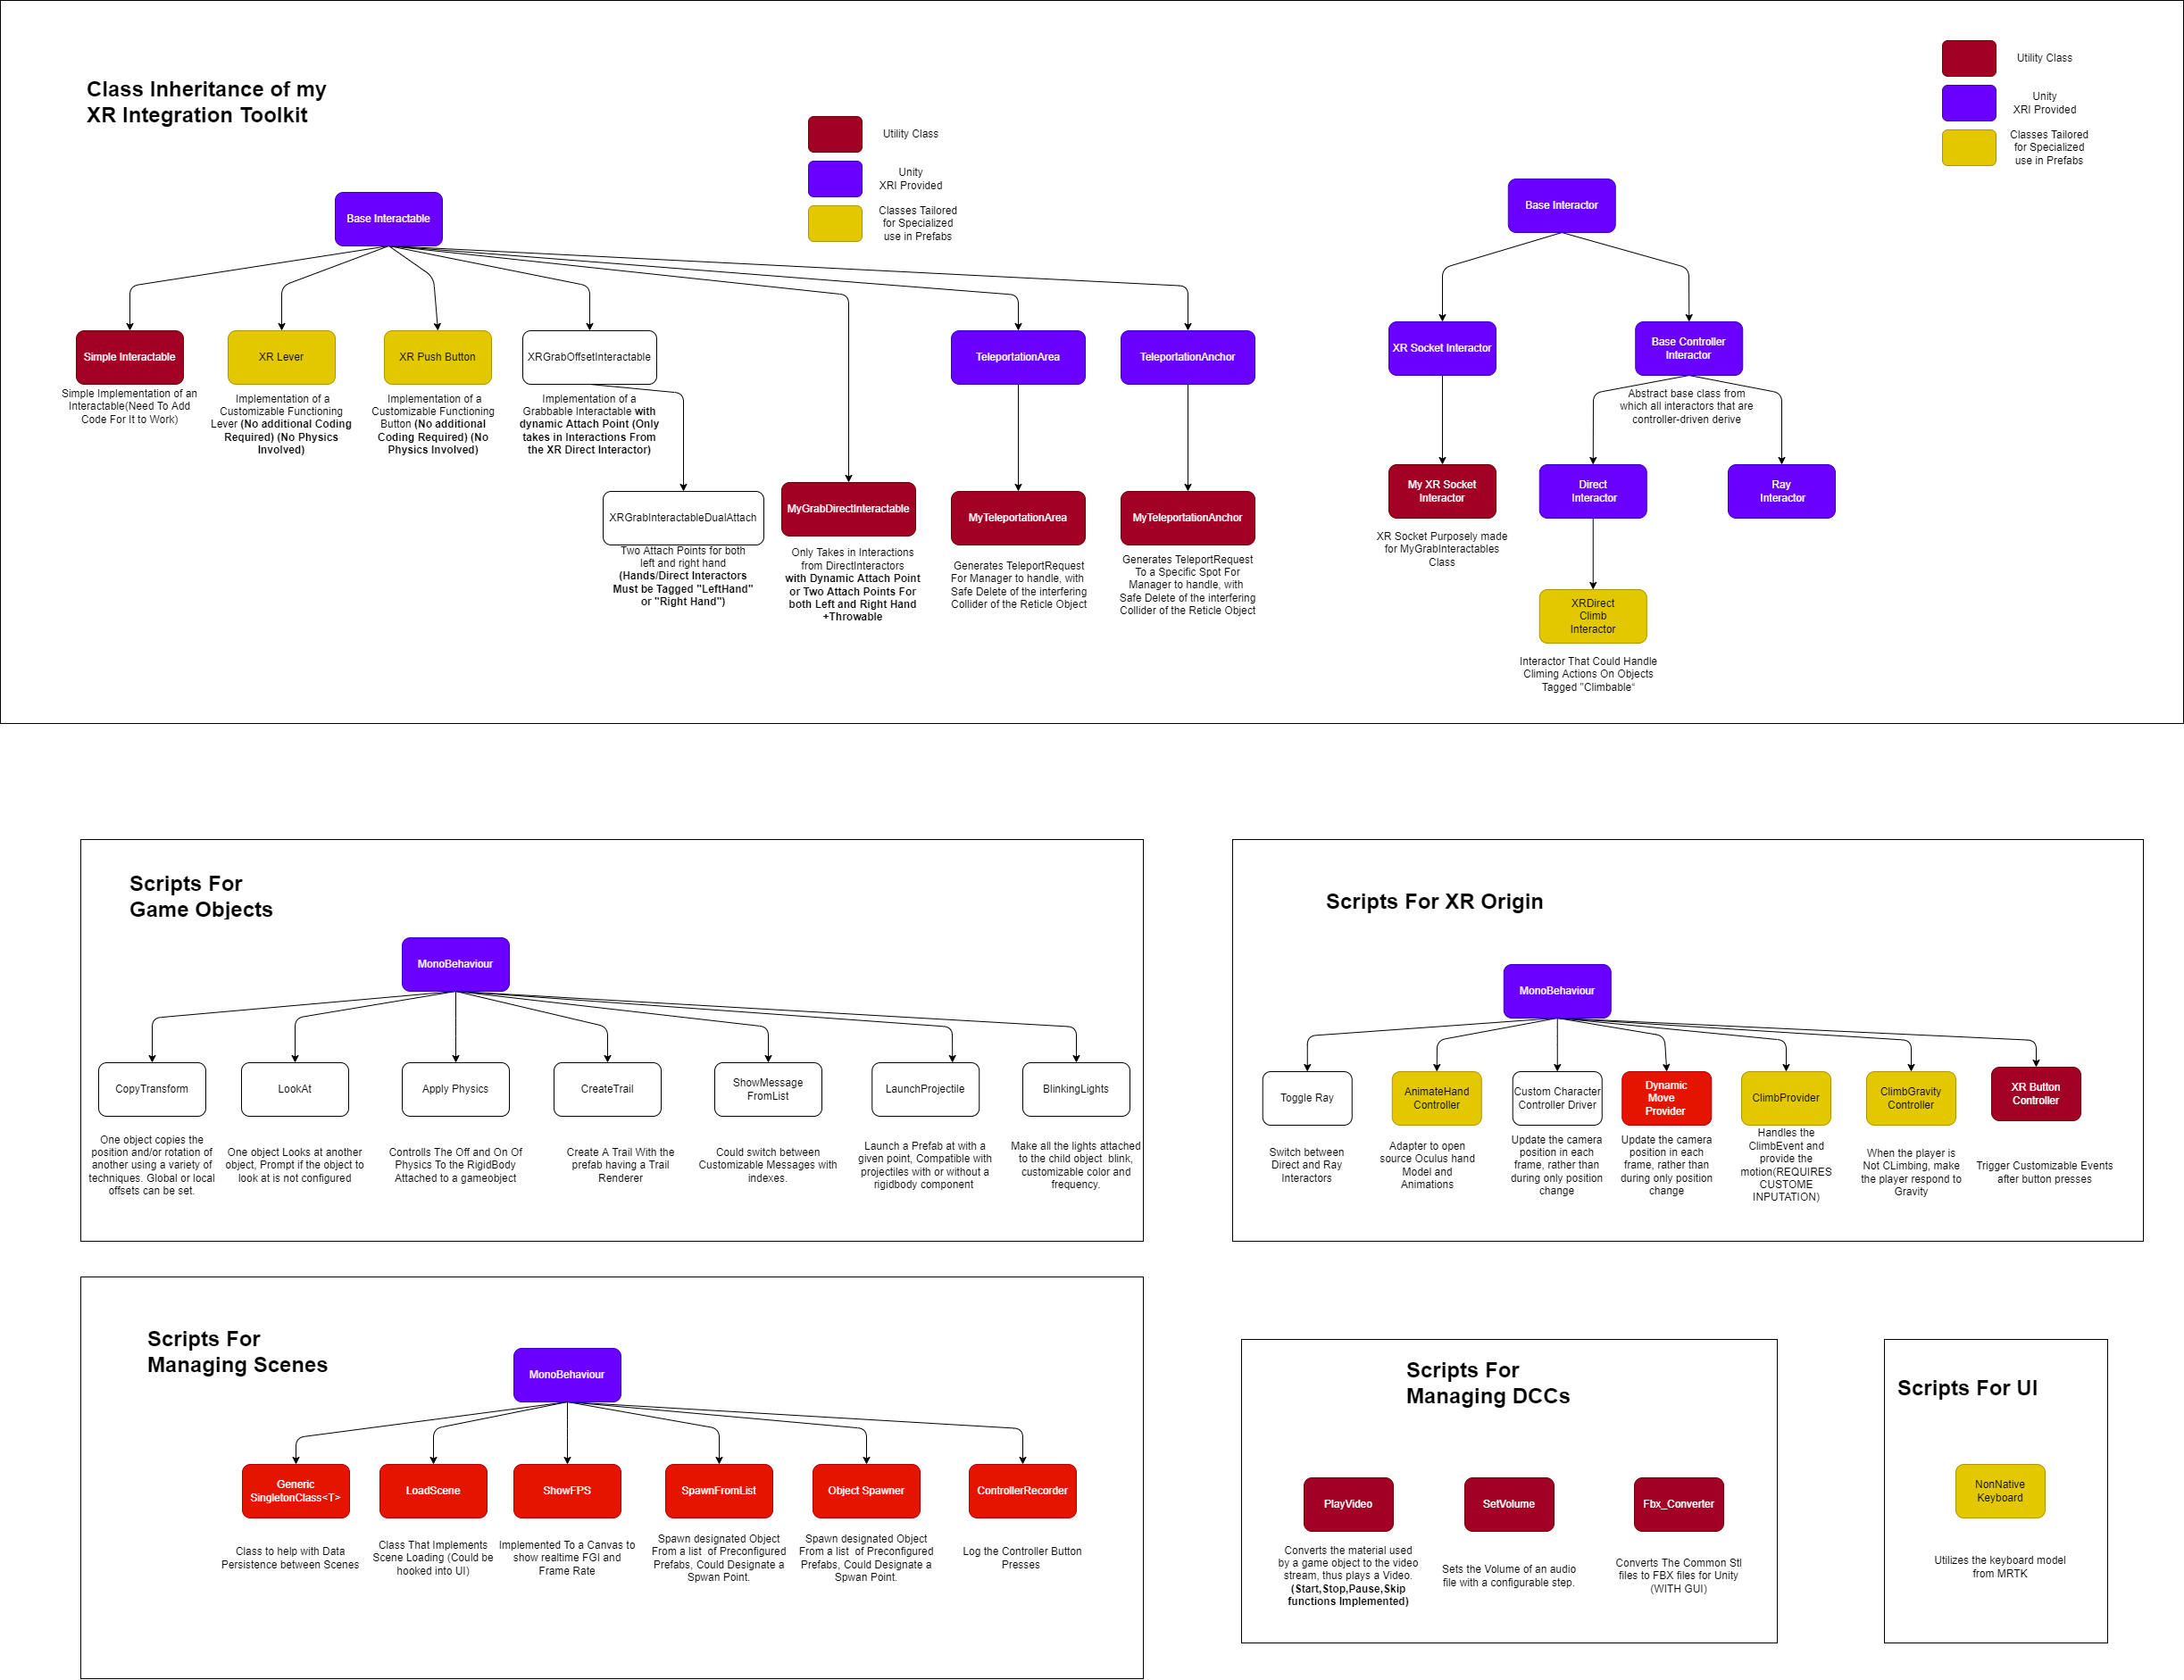 Class Inheritance of my
XR Integration Toolkit
Utility Class
Unity
XRI Provided
Classes Tailored
for Specialized
use in Prefabs
Utility Class
Unity
XRI Provided
Classes Tailored
for Specialized
use in Prefabs
Base Interactable
Simple Interactable
Simple Implementation of an
Interactable(Need To Add
Code For It to Work)
XR Lever
Implementation of a
Customizable Functioning
Lever (No additional Coding
Required) (No Physics
Involved)
XR Push Button
Implementation of a
Customizable Functioning
Button (No additional
Coding Required) (No
Physics Involved)
XRGrabOffsetInteractable
Implementation of a
Grabbable Interactable with
dynamic Attach Point (Only
takes in Interactions From
the XR Direct Interactor)
XRGrabInteractableDualAttach
Two Attach Points for both
left and right hand
(Hands/Direct Interactors
Must be Tagged "LeftHand"
or "Right Hand")
MyGrabDirectInteractable
Only Takes in Interactions
from DirectInteractors
with Dynamic Attach Point
or Two Attach Points For
both Left and Right Hand
+Throwable
TeleportationArea
MyTeleportationArea
Generates TeleportRequest
For Manager to handle, with
Safe Delete of the interfering
Collider of the Reticle Object
TeleportationAnchor
MyTeleportationAnchor
Generates TeleportRequest
To a Specific Spot For
Manager to handle, with
Safe Delete of the interfering
Collider of the Reticle Object
Base Interactor
XR Socket Interactor
My XR Socket
Interactor
XR Socket Purposely made
for MyGrabInteractables
Class
Base Controller
Interactor
Abstract base class from
which all interactors that are
controller-driven derive
Direct
Interactor
Ray
Interactor
XRDirect
Climb
Interactor
Interactor That Could Handle
Climing Actions On Objects
Tagged "Climbable“
Scripts For
Game Objects
MonoBehaviour
CopyTransform
One object copies the
position and/or rotation of
another using a variety of
techniques. Global or local
offsets can be set.
LookAt
One object Looks at another
object, Prompt if the object to
look at is not configured
Apply Physics
Controlls The Off and On Of
Physics To the RigidBody
Attached to a gameobject
CreateTrail
Create A Trail With the
prefab having a Trail
Renderer
ShowMessage
FromList
Could switch between
Customizable Messages with
indexes.
LaunchProjectile
Launch a Prefab at with a
given point, Compatible with
projectiles with or without a
rigidbody component
BlinkingLights
Make all the lights attached
to the child object  blink,
customizable color and
frequency.
Scripts For XR Origin
MonoBehaviour
Toggle Ray
Switch between
Direct and Ray
Interactors
AnimateHand
Controller
Adapter to open
source Oculus hand
Model and
Animations
Custom Character
Controller Driver
Update the camera
position in each
frame, rather than
during only position
change
Dynamic
Move
Provider
Update the camera
position in each
frame, rather than
during only position
change
ClimbProvider
Handles the
ClimbEvent and
provide the
motion(REQUIRES
CUSTOME
INPUTATION)
ClimbGravity
Controller
When the player is
Not CLimbing, make
the player respond to
Gravity
XR Button
Controller
Trigger Customizable Events
after button presses
Scripts For
Managing Scenes
MonoBehaviour
Generic
SingletonClass<T>
Class to help with Data
Persistence between Scenes
LoadScene
Class That Implements
Scene Loading (Could be
hooked into UI)
ShowFPS
Implemented To a Canvas to
show realtime FGI and
Frame Rate
SpawnFromList
Spawn designated Object
From a list  of Preconfigured
Prefabs, Could Designate a
Spwan Point.
Object Spawner
Spawn designated Object
From a list  of Preconfigured
Prefabs, Could Designate a
Spwan Point.
ControllerRecorder
Log the Controller Button
Presses
Scripts For
Managing DCCs
PlayVideo
Converts the material used
by a game object to the video
stream, thus plays a Video.
(Start,Stop,Pause,Skip
functions Implemented)
SetVolume
Sets the Volume of an audio
file with a configurable step.
Fbx_Converter
Converts The Common Stl
files to FBX files for Unity
(WITH GUI)
Scripts For UI
NonNative
Keyboard
Utilizes the keyboard model
from MRTK